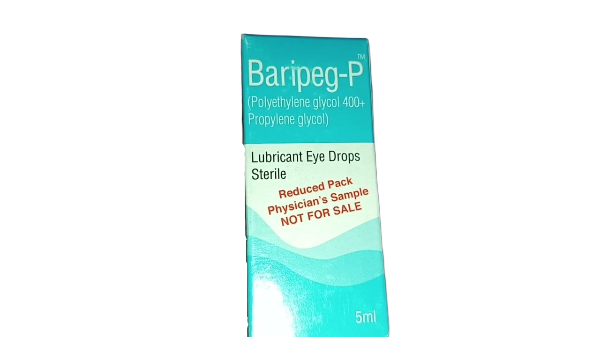 Baripeg-P™
(Polyethylene glycol 400+
Propylene glycol)
Lubricant Eye Drops
Sterile
Reduced Pack
Physician's Sample
NOT FOR SALE
5ml